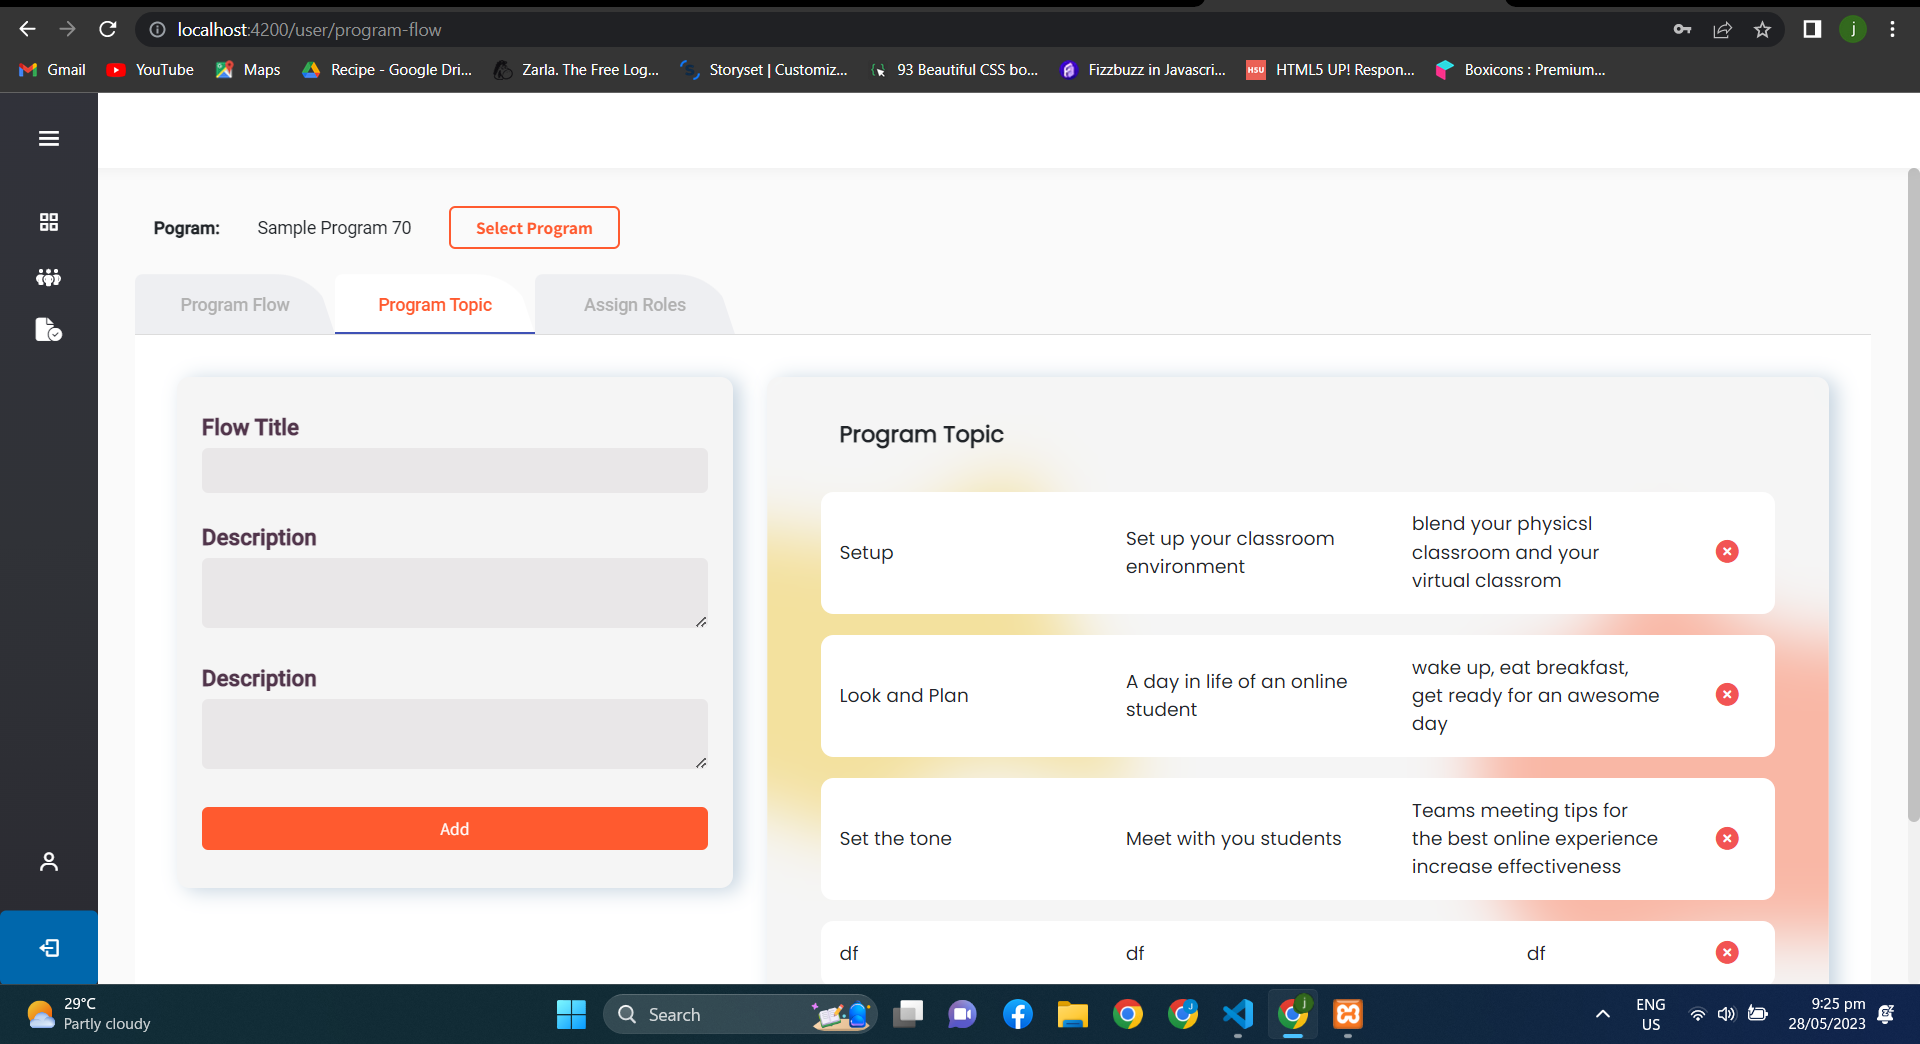 localhost:4200/user/program-flow
j
Gmail
YouTube
Maps
Recipe - Google Dri...
Zarla. The Free Log...
Storyset | Customiz...
93 Beautiful CSS bo...
Fizzbuzz in Javascri...
HSU
HTML5 UP! Respon...
Boxicons : Premium...
Pogram:
Sample Program 70
Select Program
Program Flow
Program Topic
Assign Roles
Flow Title
Description
Description
Add
Program Topic
Setup
Set up your classroom
environment
blend your physicsl
classroom and your
virtual classrom
Look and Plan
A day in life of an online
student
wake up, eat breakfast,
get ready for an awesome
day
Set the tone
Meet with you students
Teams meeting tips for
the best online experience
increase effectiveness
df
df
df
29°C
Partly cloudy
Search
J
j
ENG
US
9:25 pm
28/05/2023